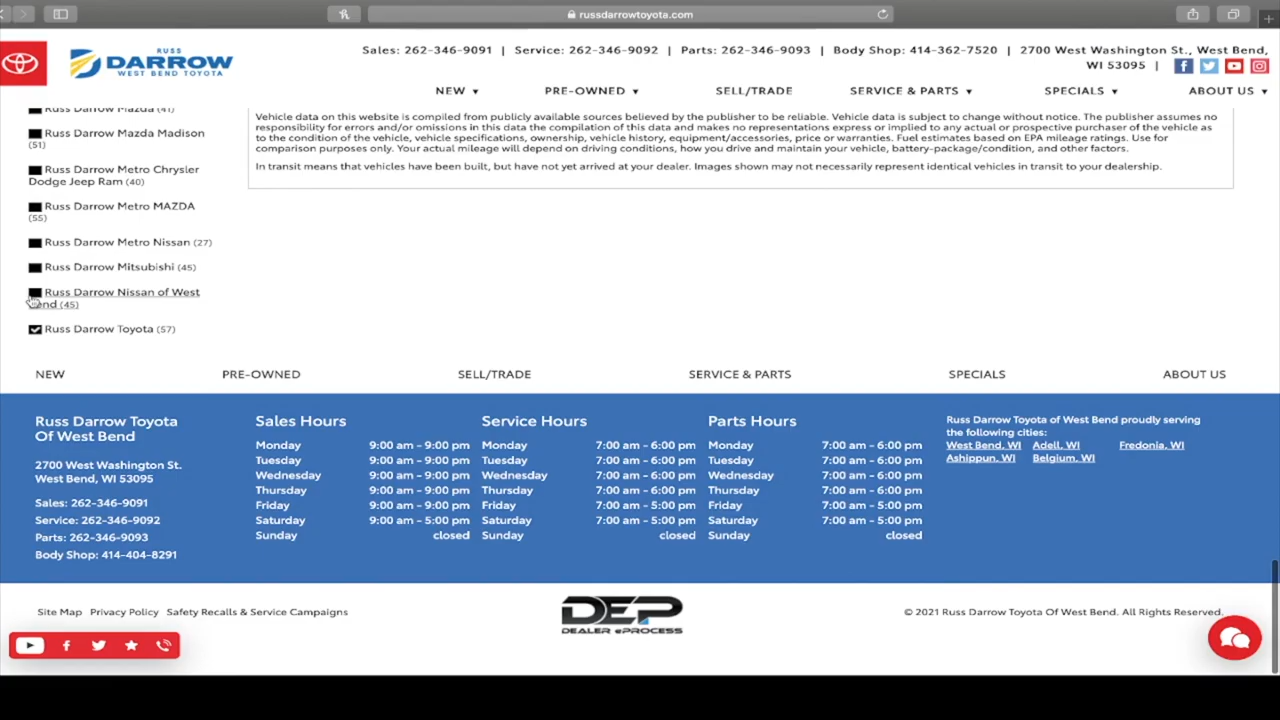 russdarrowtoyota.com
Sales: 262-346-9091 | Service: 262-346-9092 | Parts: 262-346-9093 | Body Shop: 414-362-7520 | 2700 West Washington St., West Bend,
WI 53095 |
RUSS
DARROW
WEST BEND TOYOTA
NEW PRE-OWNED SELL/TRADE SERVICE & PARTS SPECIALS ABOUT US
Russ Darrow Mazda (41)
Russ Darrow Mazda Madison
(51)
Russ Darrow Metro Chrysler
Dodge Jeep Ram (40)
Russ Darrow Metro MAZDA
(55)
Russ Darrow Metro Nissan (27)
Russ Darrow Mitsubishi (45)
Russ Darrow Nissan of West
Bend (45)
Russ Darrow Toyota (57)
Vehicle data on this website is compiled from publicly available sources believed by the publisher to be reliable. Vehicle data is subject to change without notice. The publisher assumes no
responsibility for errors and/or omissions in this data the compilation of this data and makes no representations express or implied to any actual or prospective purchaser of the vehicle as
to the condition of the vehicle, vehicle specifications, ownership, vehicle history, equipment/accessories, price or warranties. Fuel estimates based on EPA mileage ratings. Use for
comparison purposes only. Your actual mileage will depend on driving conditions, how you drive and maintain your vehicle, battery-package/condition, and other factors.
In transit means that vehicles have been built, but have not yet arrived at your dealer. Images shown may not necessarily represent identical vehicles in transit to your dealership.
NEW PRE-OWNED SELL/TRADE SERVICE & PARTS SPECIALS ABOUT US
Russ Darrow Toyota
Of West Bend
2700 West Washington St.
West Bend, WI 53095
Sales: 262-346-9091
Service: 262-346-9092
Parts: 262-346-9093
Body Shop: 414-404-8291
Sales Hours
Monday 9:00 am - 9:00 pm
Tuesday 9:00 am - 9:00 pm
Wednesday 9:00 am - 9:00 pm
Thursday 9:00 am - 9:00 pm
Friday 9:00 am - 9:00 pm
Saturday 9:00 am - 5:00 pm
Sunday closed
Service Hours
Monday 7:00 am - 6:00 pm
Tuesday 7:00 am - 6:00 pm
Wednesday 7:00 am - 6:00 pm
Thursday 7:00 am - 6:00 pm
Friday 7:00 am - 5:00 pm
Saturday 7:00 am - 5:00 pm
Sunday closed
Parts Hours
Monday 7:00 am - 6:00 pm
Tuesday 7:00 am - 6:00 pm
Wednesday 7:00 am - 6:00 pm
Thursday 7:00 am - 6:00 pm
Friday 7:00 am - 5:00 pm
Saturday 7:00 am - 5:00 pm
Sunday closed
Russ Darrow Toyota of West Bend proudly serving
the following cities:
West Bend, WI Adell, WI Fredonia, WI
Ashippun, WI Belgium, WI
Site Map Privacy Policy Safety Recalls & Service Campaigns
DEP
DEALER ePROCESS
© 2021 Russ Darrow Toyota Of West Bend. All Rights Reserved.